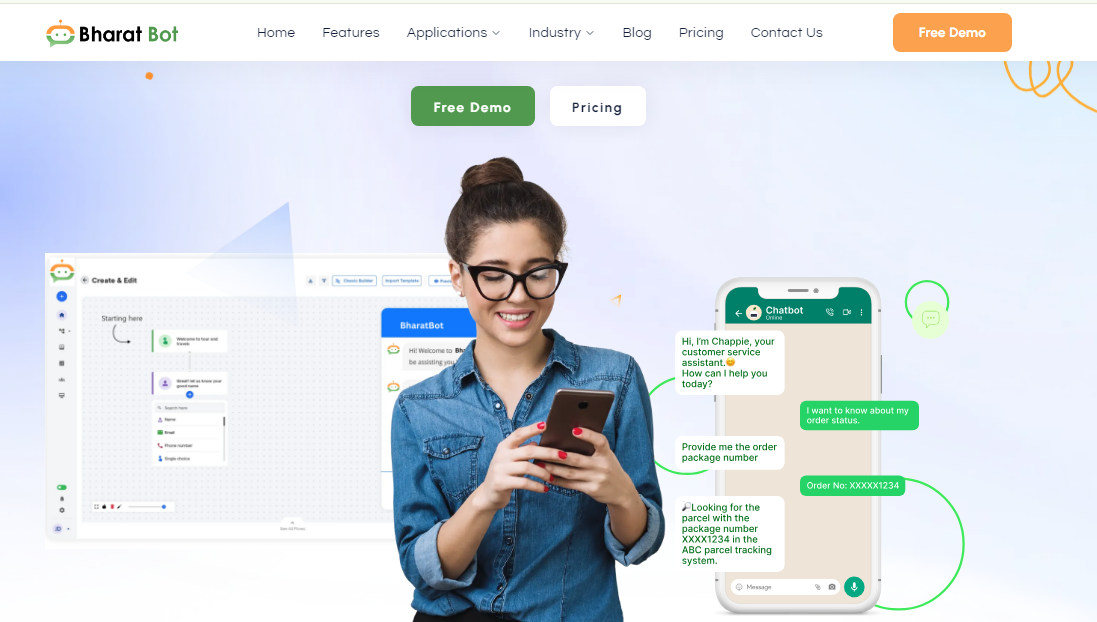 Bharat Bot
Home
Features
Applications
Industry
Blog
Pricing
Contact Us
Free Demo
Free Demo
Pricing
Create & Edit
Classic Builder
Import Template
Starting here
Welcome to tour and
travels
Great! let us know your
good name
Search here
Name
Email
Phone number
Single choice
See All Flows
BharatBot
Hi! Welcome to
be assisting you
Chatbot
Online
Hi, I'm Chappie, your
customer service
assistant.😊
How can I help you
today?
I want to know about my
order status.
Provide me the order
package number
Order No: XXXXX1234
🔎Looking for the
parcel with the
package number
XXXX1234 in the
ABC parcel tracking
system.
Message